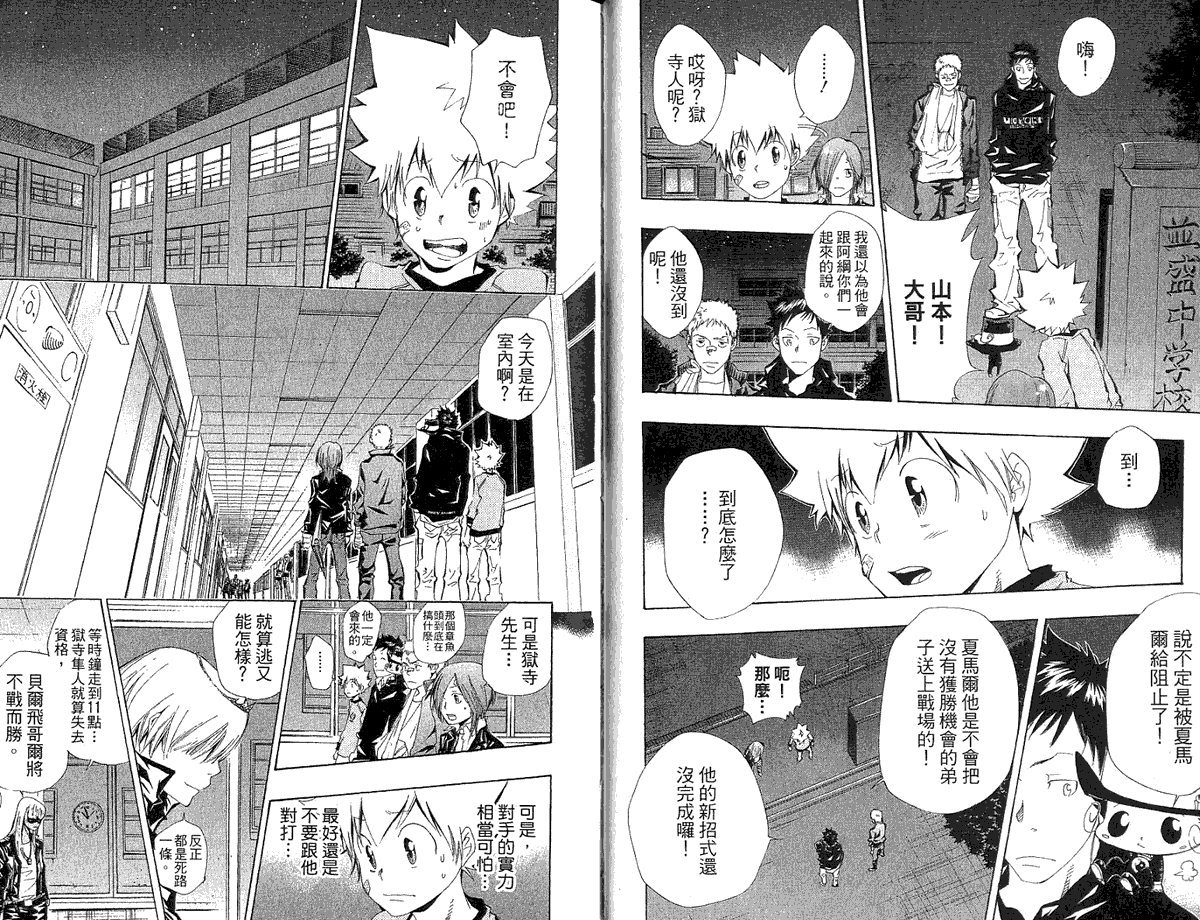 嗨！
並盛中学校
山本！
大哥！
……！
哎呀？獄
寺人呢？
我還以為他會
跟阿綱你們一
起來的說。
他還沒到
呢！
到…
到底怎麼了
……？
說不定是被夏馬
爾給阻止了！
夏馬爾他是不會把
沒有獲勝機會的弟
子送上戰場的！
呃！
那麼…
他的新招式還
沒完成囉！
不會吧！
今天是在
室內啊？
消火栓
可是獄寺
先生…
那個章魚
頭到底在
搞什麼…
他一定
會來的。
……
可是，
對手的實力
相當可怕…
最好還是
不要跟他
對打…
就算逃又
能怎樣？
反正
都是死路
一條。
等時鐘走到11點…
獄寺隼人就算失去
資格，
貝爾飛哥爾將
不戰而勝。